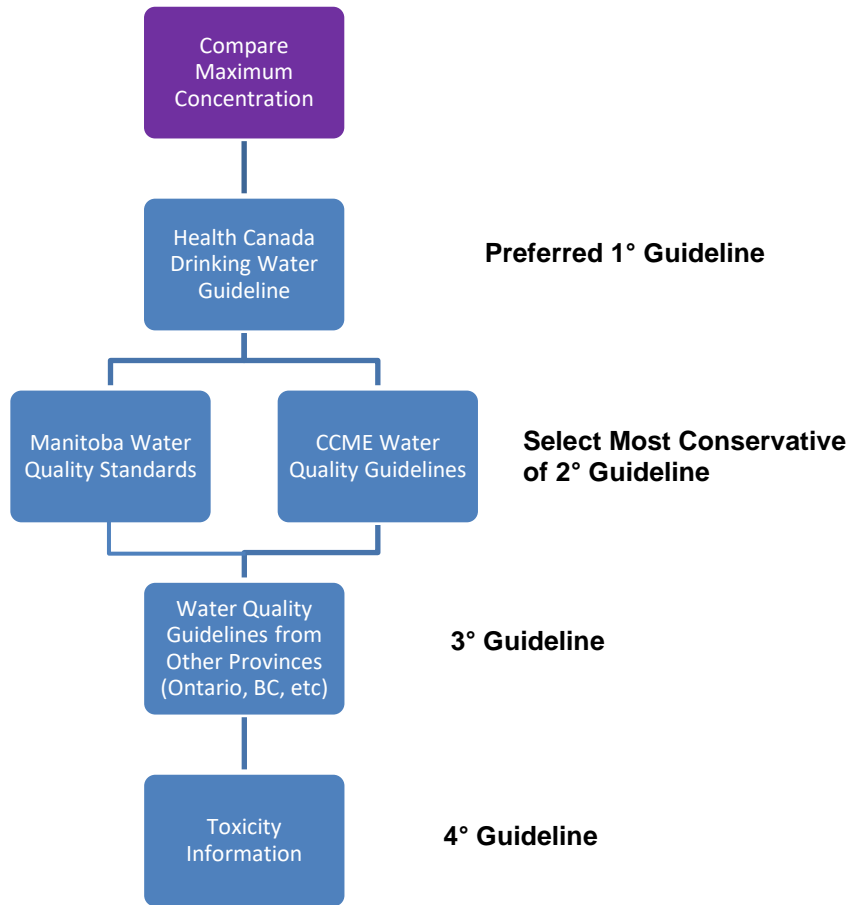 Compare
Maximum
Concentration
Health Canada
Drinking Water
Guideline
Preferred 1° Guideline
Manitoba Water
Quality Standards
CCME Water
Quality Guidelines
Select Most Conservative
of 2° Guideline
Water Quality
Guidelines from
Other Provinces
(Ontario, BC, etc)
3° Guideline
Toxicity
Information
4° Guideline